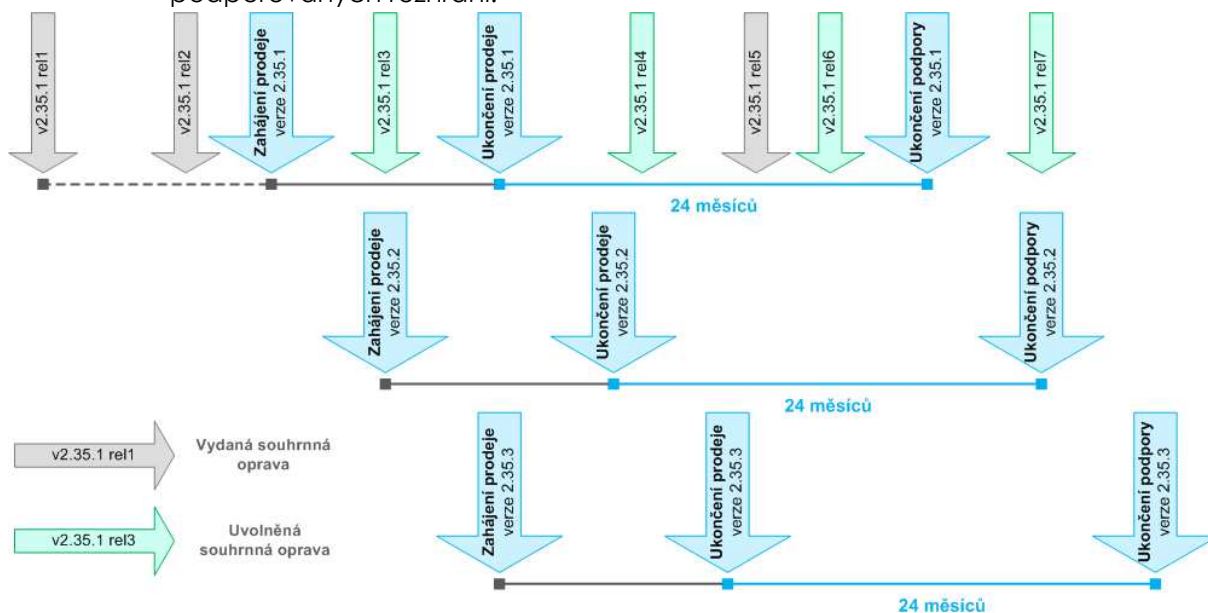 podporovaných rozhraní.
v2.35.1 rel1
v2.35.1 rel2
Zahájení prodeje
verze 2.35.1
v2.35.1 rel3
Ukončení prodeje
verze 2.35.1
v2.35.1 rel4
v2.35.1 rel5
v2.35.1 rel6
Ukončení podpory
verze 2.35.1
v2.35.1 rel7
24 měsíců
Zahájení prodeje
verze 2.35.2
Ukončení prodeje
verze 2.35.2
Ukončení podpory
verze 2.35.2
24 měsíců
v2.35.1 rel1
Vydaná souhrnná
oprava
v2.35.1 rel3
Uvolněná
souhrnná oprava
Zahájení prodeje
verze 2.35.3
Ukončení prodeje
verze 2.35.3
Ukončení podpory
verze 2.35.3
24 měsíců